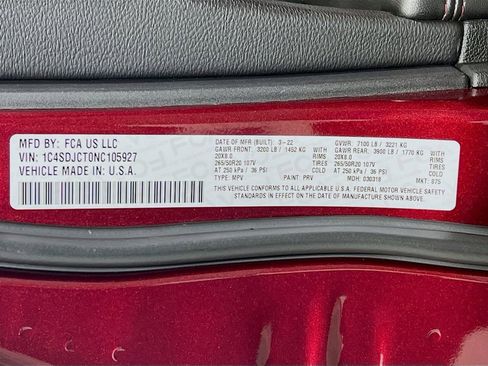 MFD BY: FCA US LLC
VIN: 1C4SDJCT0NC105927
VEHICLE MADE IN: U.S.A.
DATE OF MFR (BUILT): 3-22 GVWR: 7100 LB / 3221 KG
GAWR FRONT: 3200 LB / 1452 KG WITH GAWR REAR: 3900 LB / 1770 KG WITH
20X8.0 RIMS 20X8.0 RIMS
265/50R20 107V TIRES 265/50R20 107V TIRES
AT 250 kPa / 36 PSI COLD AT 250 kPa / 36 PSI COLD
TYPE: MPV PAINT: PRV MDH: 030318 MKT: 875
THIS VEHICLE CONFORMS TO ALL APPLICABLE U.S.A. FEDERAL MOTOR VEHICLE SAFETY
STANDARDS IN EFFECT ON THE DATE OF MANUFACTURE SHOWN ABOVE.